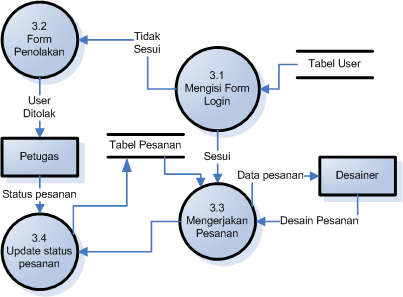 3.2
Form
Penolakan
Tidak
Sesui
3.1
Mengisi Form
Login
Tabel User
User
Ditolak
Petugas
Tabel Pesanan
Sesui
Data pesanan
Desainer
Status pesanan
3.3
Mengerjakan
Pesanan
Desain Pesanan
3.4
Update status
pesanan